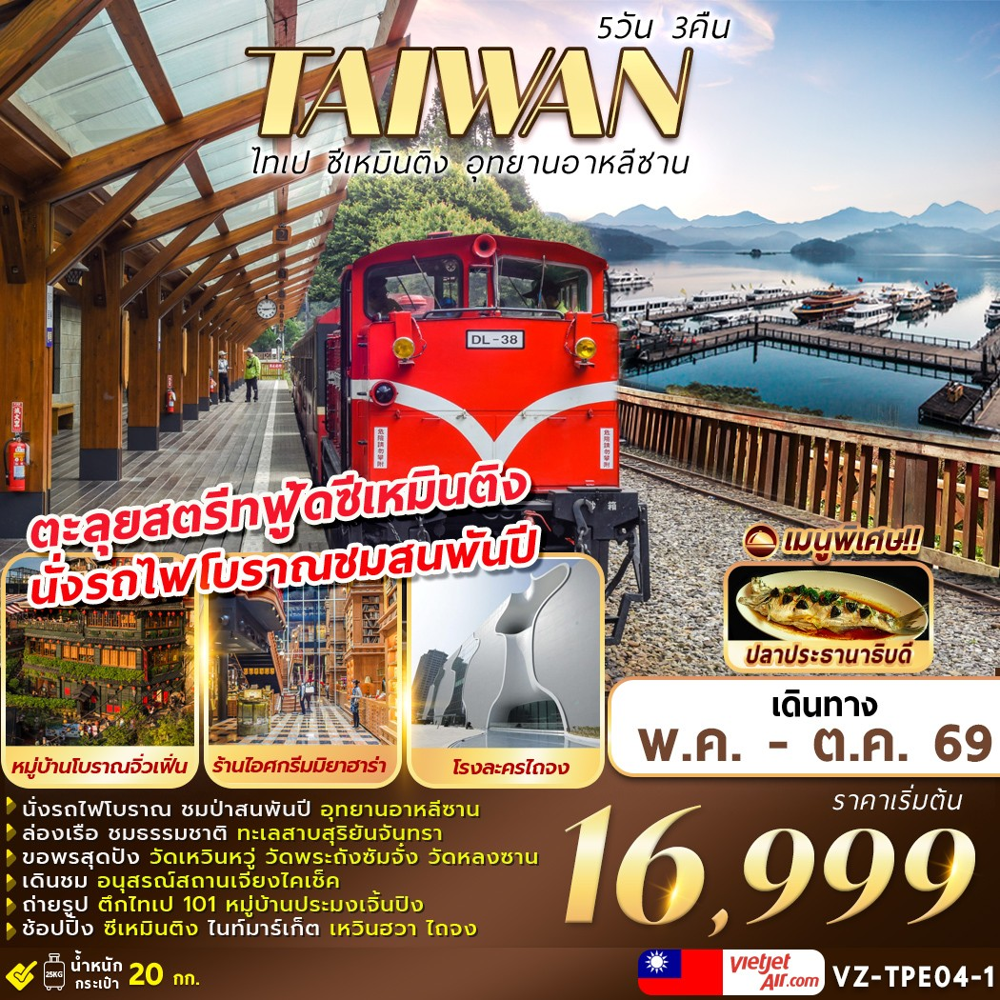 5วัน 3คืน
TAIWAN
ไทเป ซีเหมินติง อุทยานอาหลีซาน
DL-38
危險請勿攀附
危險請勿攀附
滅火器
ตะลุยสตรีทฟู้ดซีเหมินติง
นั่งรถไฟโบราณชมสนพันปี
เมนูพิเศษ!!
ปลาประธานาธิบดี
หมู่บ้านโบราณจิ่วเฟิ่น
ร้านไอศกรีมมิยาฮาร่า
โรงละครไถจง
เดินทาง
พ.ค. - ต.ค. 69
นั่งรถไฟโบราณ ชมป่าสนพันปี อุทยานอาหลีซาน
ล่องเรือ ชมธรรมชาติ ทะเลสาบสุริยันจันทรา
ขอพรสุดปัง วัดเหวินหวู่ วัดพระถังซัมจั๋ง วัดหลงซาน
เดินชม อนุสรณ์สถานเจียงไคเช็ค
ถ่ายรูป ตึกไทเป 101 หมู่บ้านประมงเจิ้นปิง
ช้อปปิ้ง ซีเหมินติง ไนท์มาร์เก็ต เหวินฮวา ไถจง
ราคาเริ่มต้น
16,999
25KG
น้ำหนัก
กระเป๋า 20 กก.
vietjet
Air.com
VZ-TPE04-1